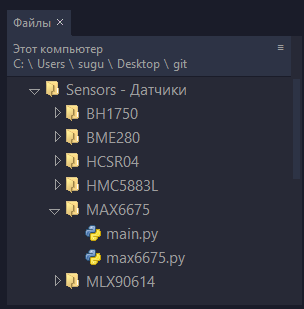 Файлы ×
Этот компьютер ≡
C: \ Users \ sugu \ Desktop \ git
Sensors - Датчики
BH1750
BME280
HCSR04
HMC5883L
MAX6675
main.py
max6675.py
MLX90614